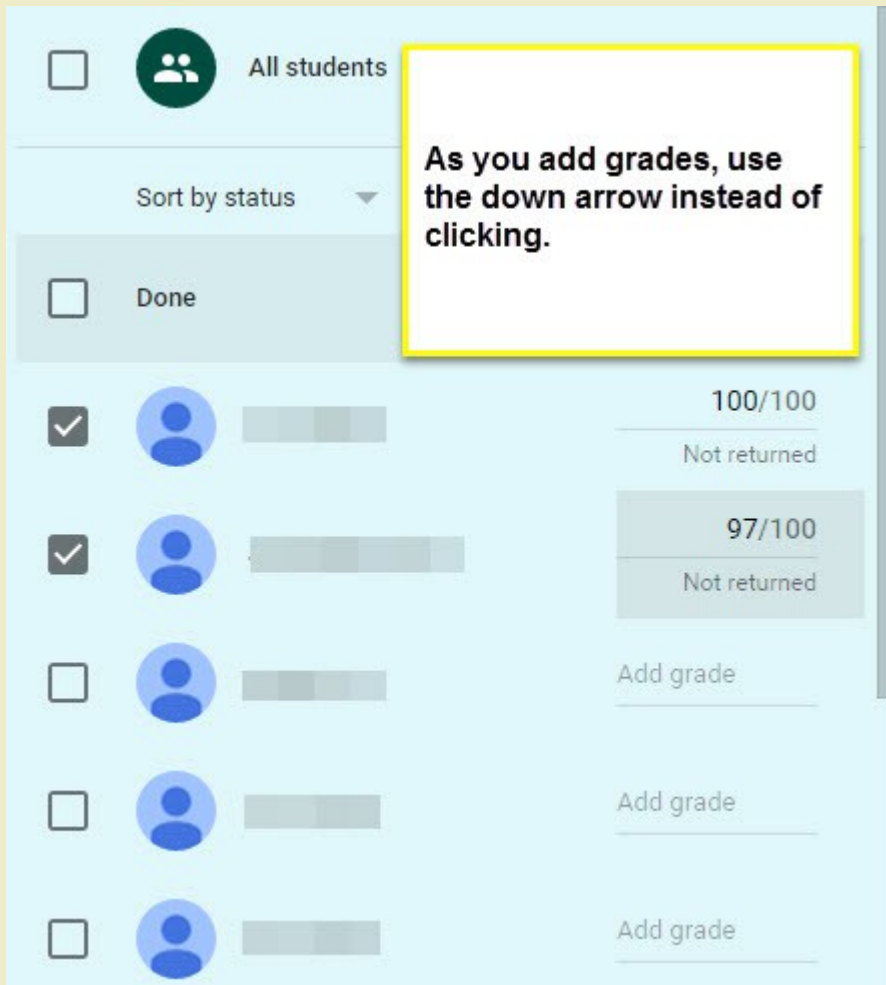 All students
As you add grades, use
the down arrow instead of
clicking.
Sort by status
Done
100/100
Not returned
97/100
Not returned
Add grade
Add grade
Add grade